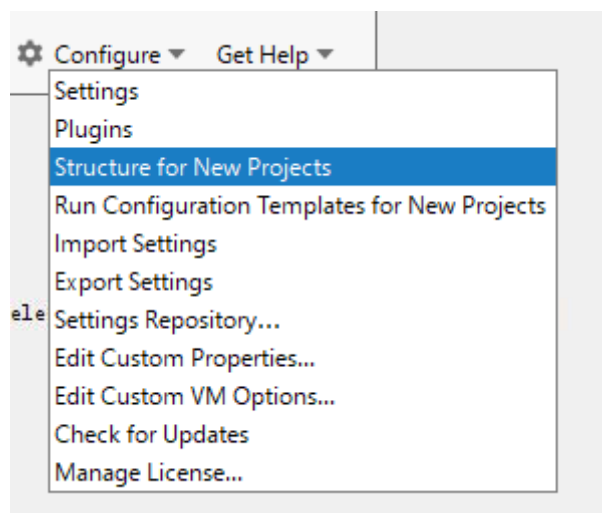 Configure Get Help
Settings
Plugins
Structure for New Projects
Run Configuration Templates for New Projects
Import Settings
Export Settings
ele
Settings Repository...
Edit Custom Properties...
Edit Custom VM Options...
Check for Updates
Manage License...